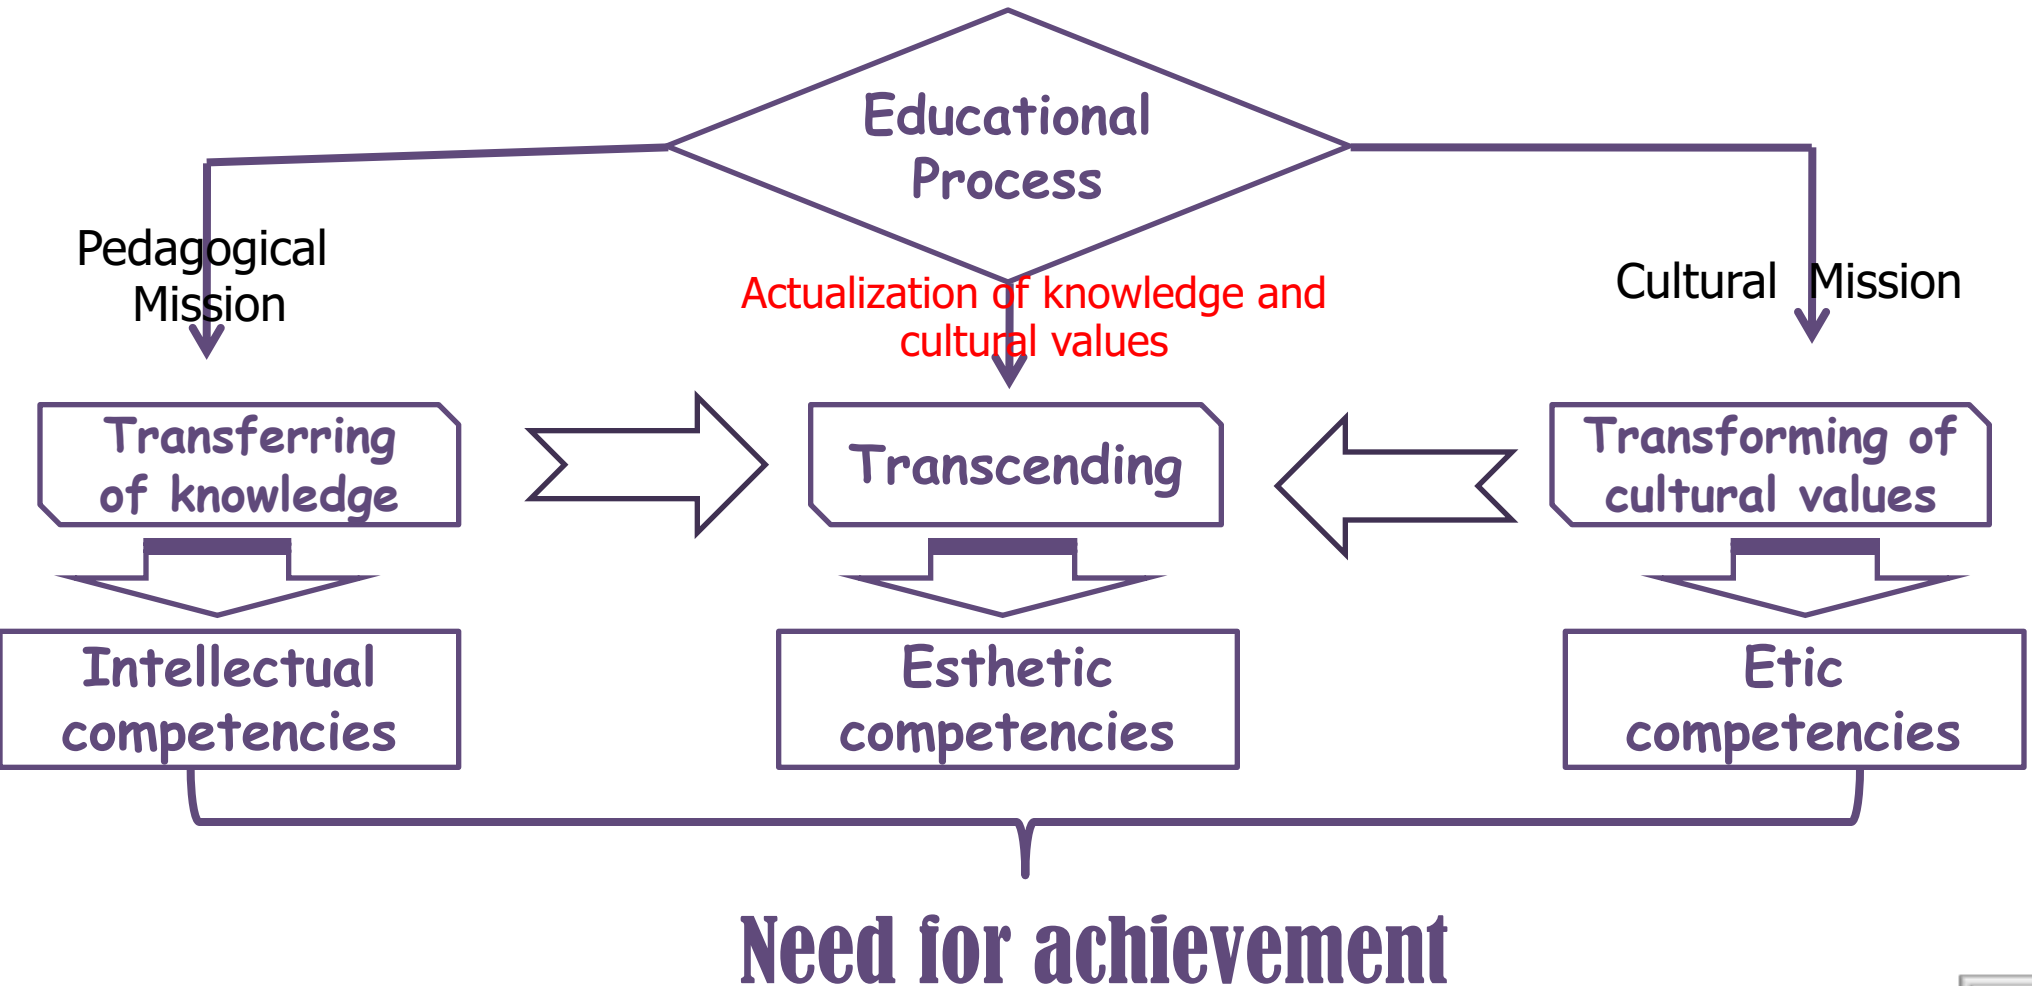 Educational
Process
Pedagogical
Mission
Actualization of knowledge and
cultural values
Cultural Mission
Transferring
of knowledge
Transcending
Transforming of
cultural values
Intellectual
competencies
Esthetic
competencies
Etic
competencies
Need for achievement